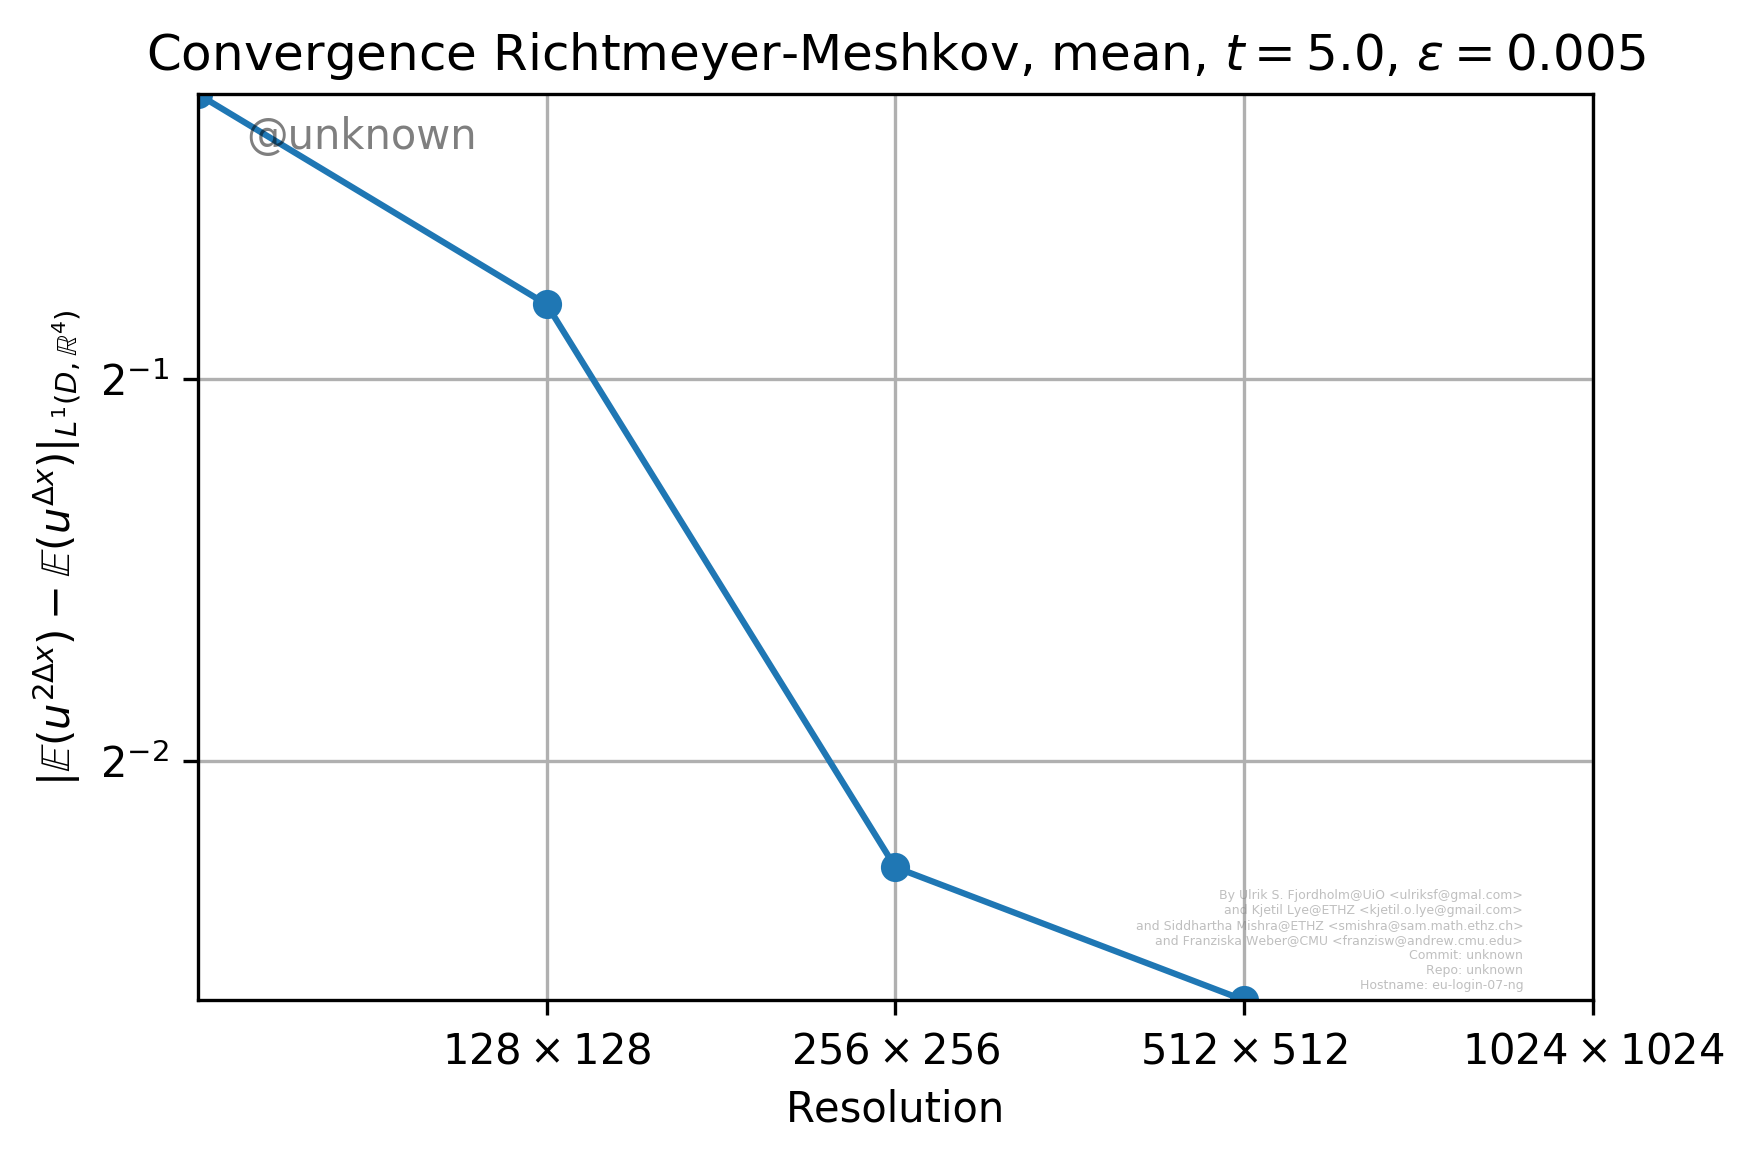 Convergence Richtmeyer-Meshkov, mean, t = 5.0, ε = 0.005
@unknown
|𝔼(u^{2Δx}) − 𝔼(u^{Δx})|_{L^1(D, ℝ^4)}
2^{−1}
2^{−2}
By Ulrik S. Fjordholm@UiO <ulriksf@gmal.com>
and Kjetil Lye@ETHZ <kjetil.o.lye@gmail.com>
and Siddhartha Mishra@ETHZ <smishra@sam.math.ethz.ch>
and Franziska Weber@CMU <franzisw@andrew.cmu.edu>
Commit: unknown
Repo: unknown
Hostname: eu-login-07-ng
128 × 128 256 × 256 512 × 512 1024 × 1024
Resolution